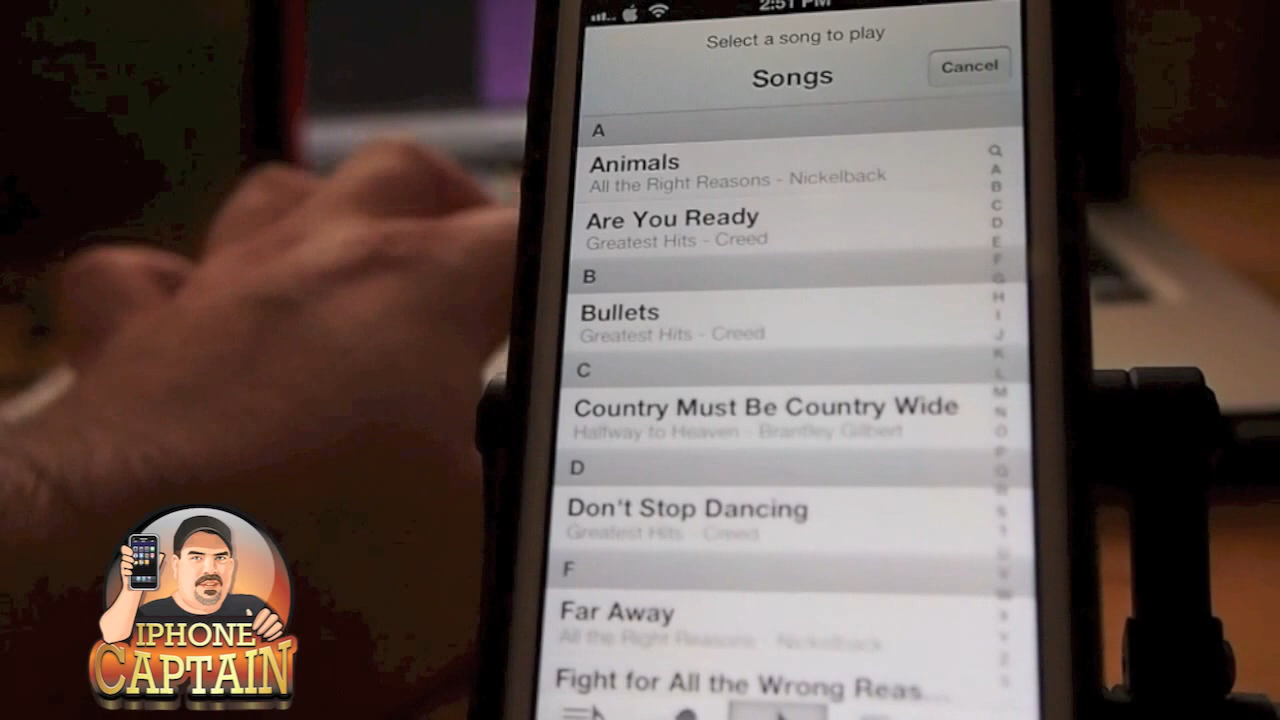 2:51 PM
Select a song to play
Songs
Cancel
A
Animals
All the Right Reasons - Nickelback
Are You Ready
Greatest Hits - Creed
B
Bullets
Greatest Hits - Creed
C
Country Must Be Country Wide
Halfway to Heaven - Brantley Gilbert
D
Don't Stop Dancing
Greatest Hits - Creed
F
Far Away
All the Right Reasons - Nickelback
Fight for All the Wrong Reas...
A
B
C
D
E
F
G
H
I
J
K
L
M
N
O
P
Q
R
S
T
U
V
W
X
Y
Z
IPHONE
CAPTAIN